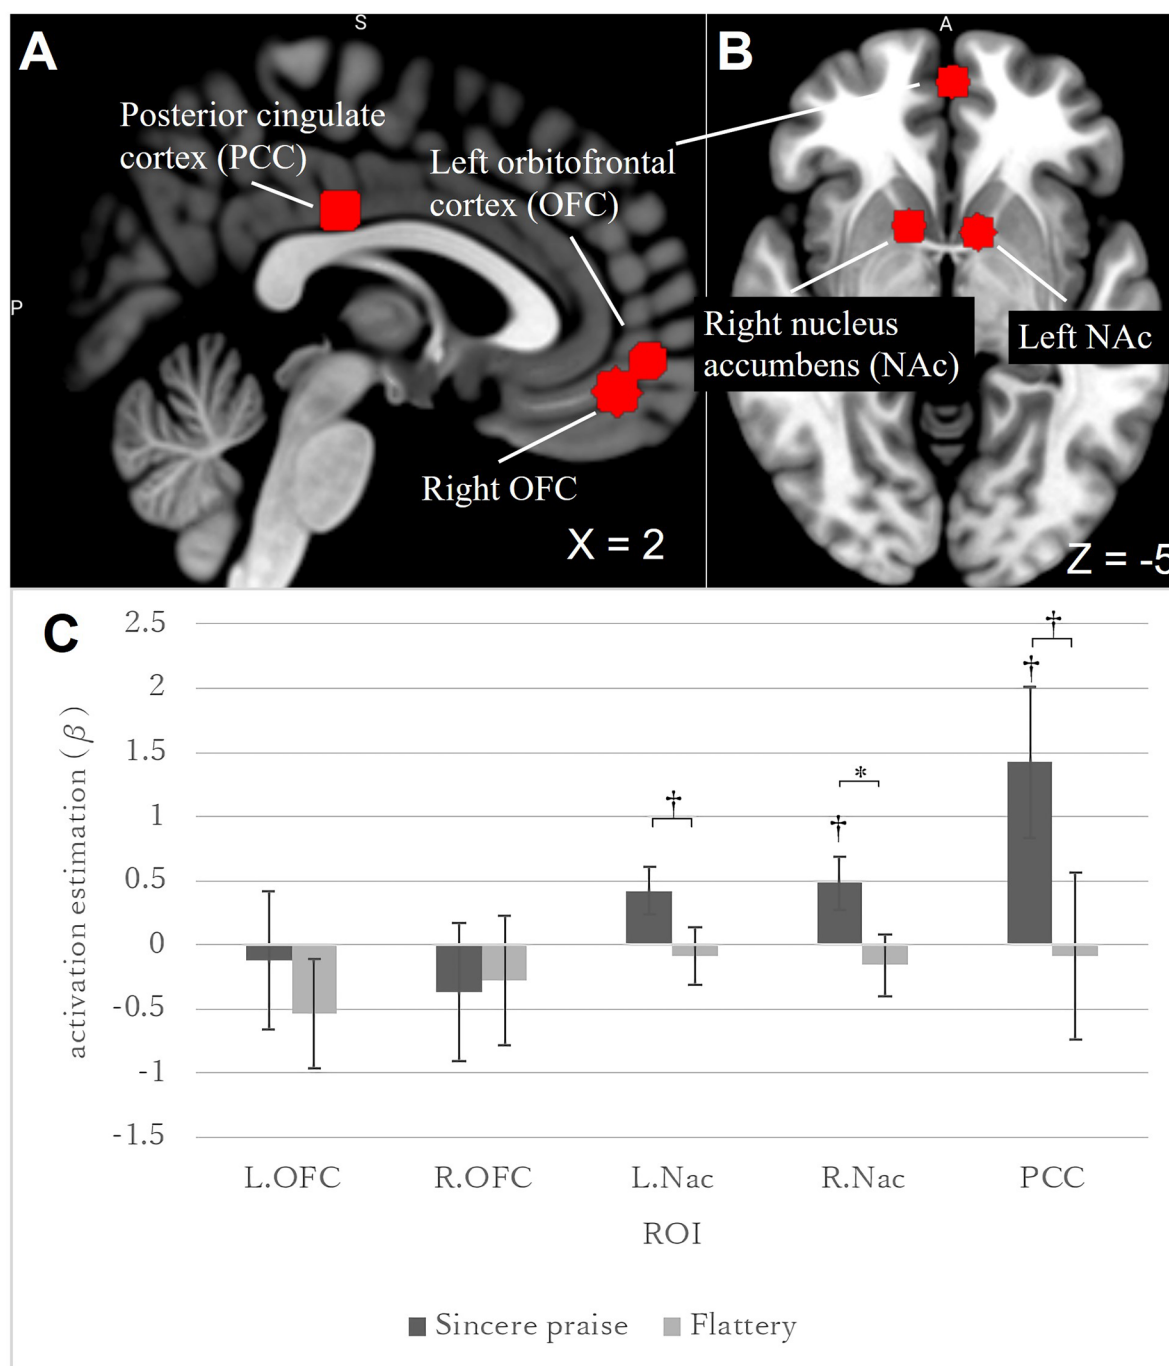 A
S
Posterior cingulate
cortex (PCC)
Left orbitofrontal
cortex (OFC)
P
Right OFC
X = 2
B
A
Right nucleus
accumbens (NAc)
Left NAc
Z = -5
C
activation estimation (β)
2.5
2
1.5
1
0.5
0
-0.5
-1
-1.5
†
†
†
*
†
L.OFC R.OFC L.Nac R.Nac PCC
ROI
Sincere praise Flattery